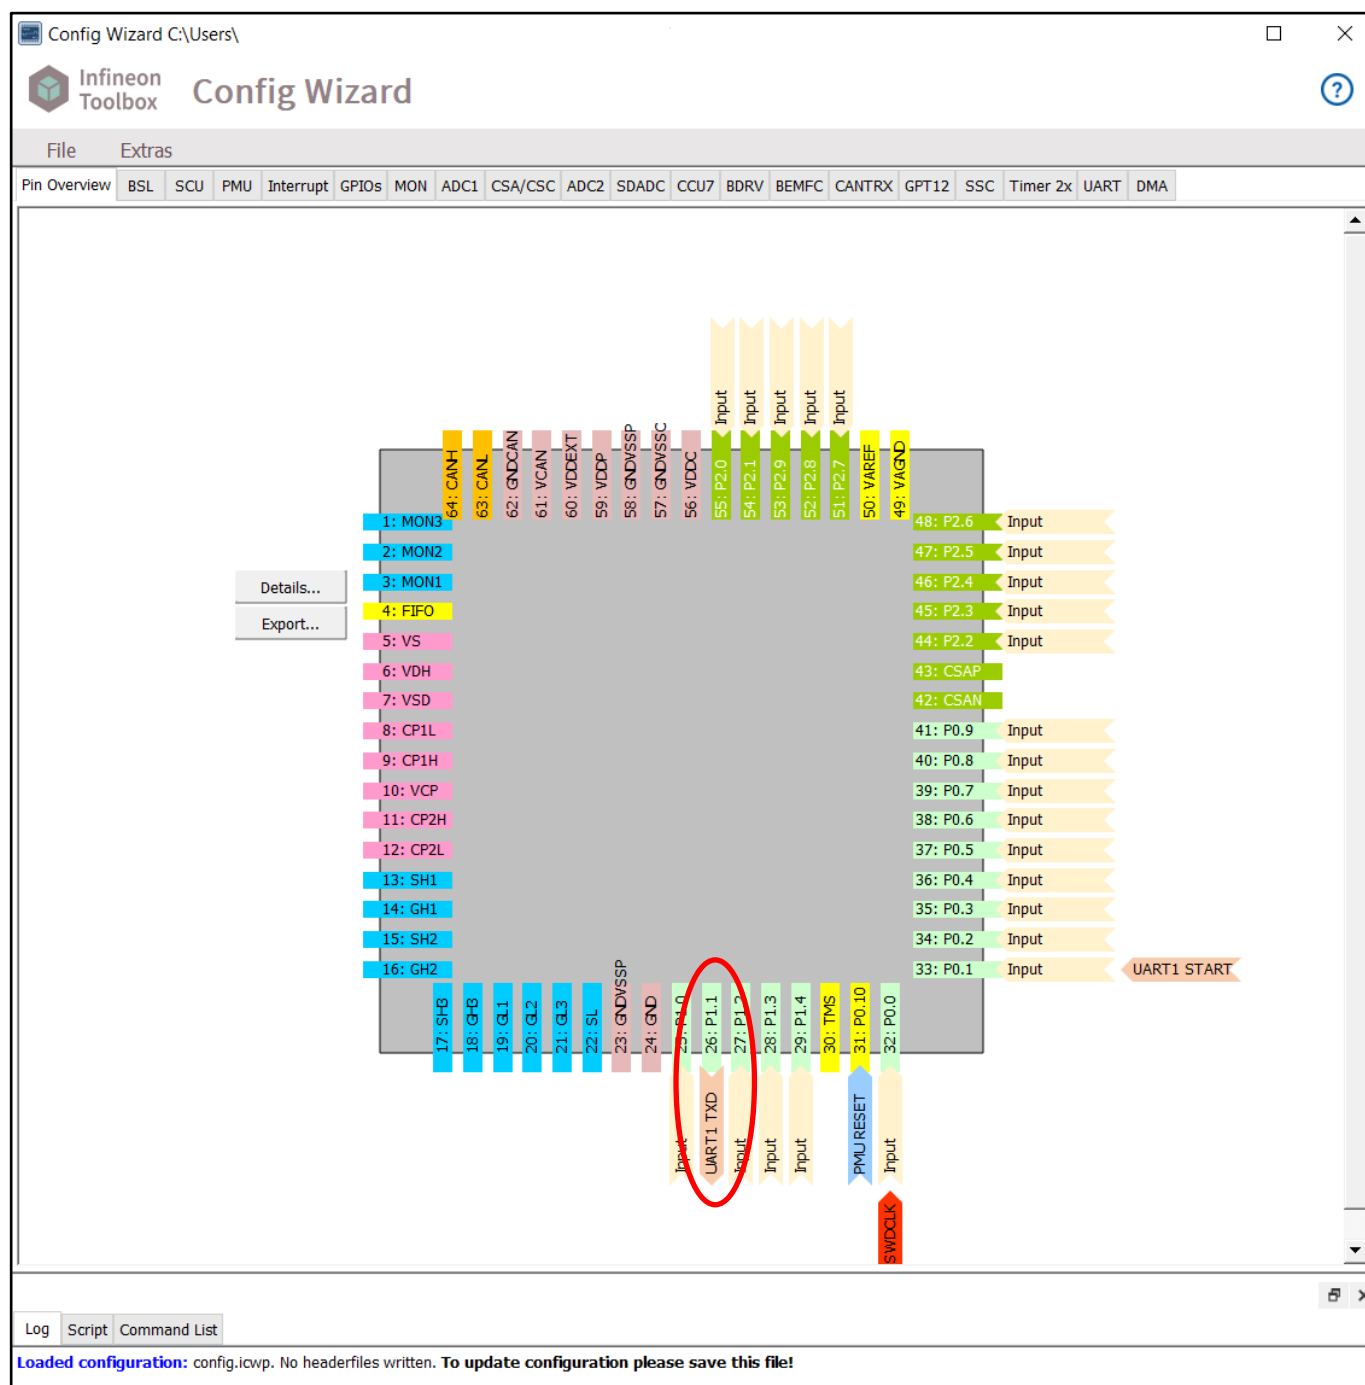 Config Wizard C:\Users\
Infineon
Toolbox
Config Wizard
File Extras
Pin Overview BSL SCU PMU Interrupt GPIOs MON ADC1 CSA/CSC ADC2 SDADC CCU7 BDRV BEMFC CANTRX GPT12 SSC Timer 2x UART DMA
Input
Input
Input
Input
Input
64: CANH
63: CANL
62: GNDCAN
61: VCAN
60: VDDEXT
59: VDDP
58: GNDVSSP
57: GNDVSSC
56: VDDC
55: P2.0
54: P2.1
53: P2.9
52: P2.8
51: P2.7
50: VAREF
49: VAGND
1: MON3
2: MON2
3: MON1
4: FIFO
5: VS
6: VDH
7: VSD
8: CP1L
9: CP1H
10: VCP
11: CP2H
12: CP2L
13: SH1
14: GH1
15: SH2
16: GH2
Details...
Export...
48: P2.6 Input
47: P2.5 Input
46: P2.4 Input
45: P2.3 Input
44: P2.2 Input
43: CSAP
42: CSAN
41: P0.9 Input
40: P0.8 Input
39: P0.7 Input
38: P0.6 Input
37: P0.5 Input
36: P0.4 Input
35: P0.3 Input
34: P0.2 Input
33: P0.1 Input UART1 START
17: SH3
18: GH3
19: GL1
20: GL2
21: GL3
22: SL
23: GNDVSSP
24: GND
25: P1.0
26: P1.1
27: P1.2
28: P1.3
29: P1.4
30: TMS
31: P0.10
32: P0.0
Input
UART1 TXD
Input
Input
Input
PMU RESET
Input
SWDCLK
Log Script Command List
Loaded configuration: config.icwp. No headerfiles written. To update configuration please save this file!